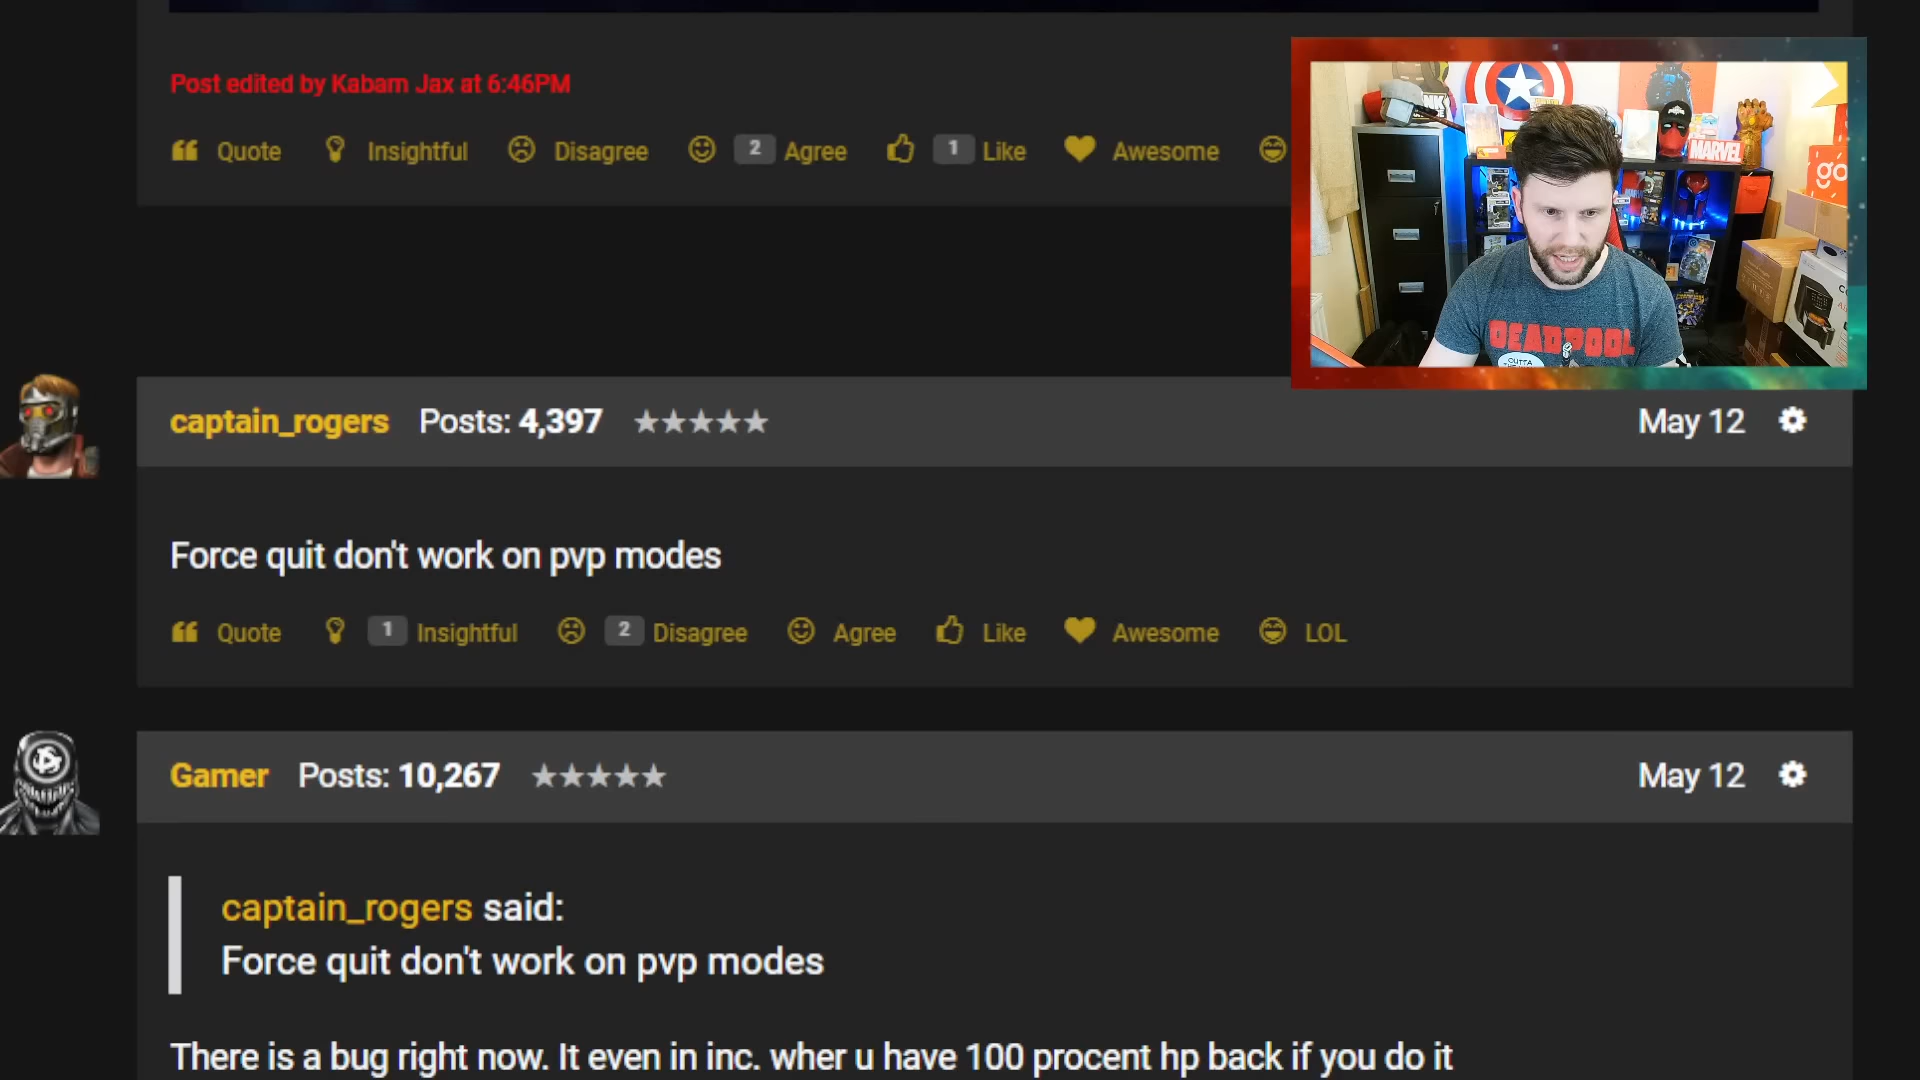 Post edited by Kabam Jax at 6:46PM
Quote Insightful Disagree 2 Agree 1 Like Awesome
MARVEL
go
DEADPOOL
OUTTA
captain_rogers Posts: 4,397 ★★★★★ May 12
Force quit don't work on pvp modes
Quote 1 Insightful 2 Disagree Agree Like Awesome LOL
Gamer Posts: 10,267 ★★★★★ May 12
captain_rogers said:
Force quit don't work on pvp modes
There is a bug right now. It even in inc. wher u have 100 procent hp back if you do it